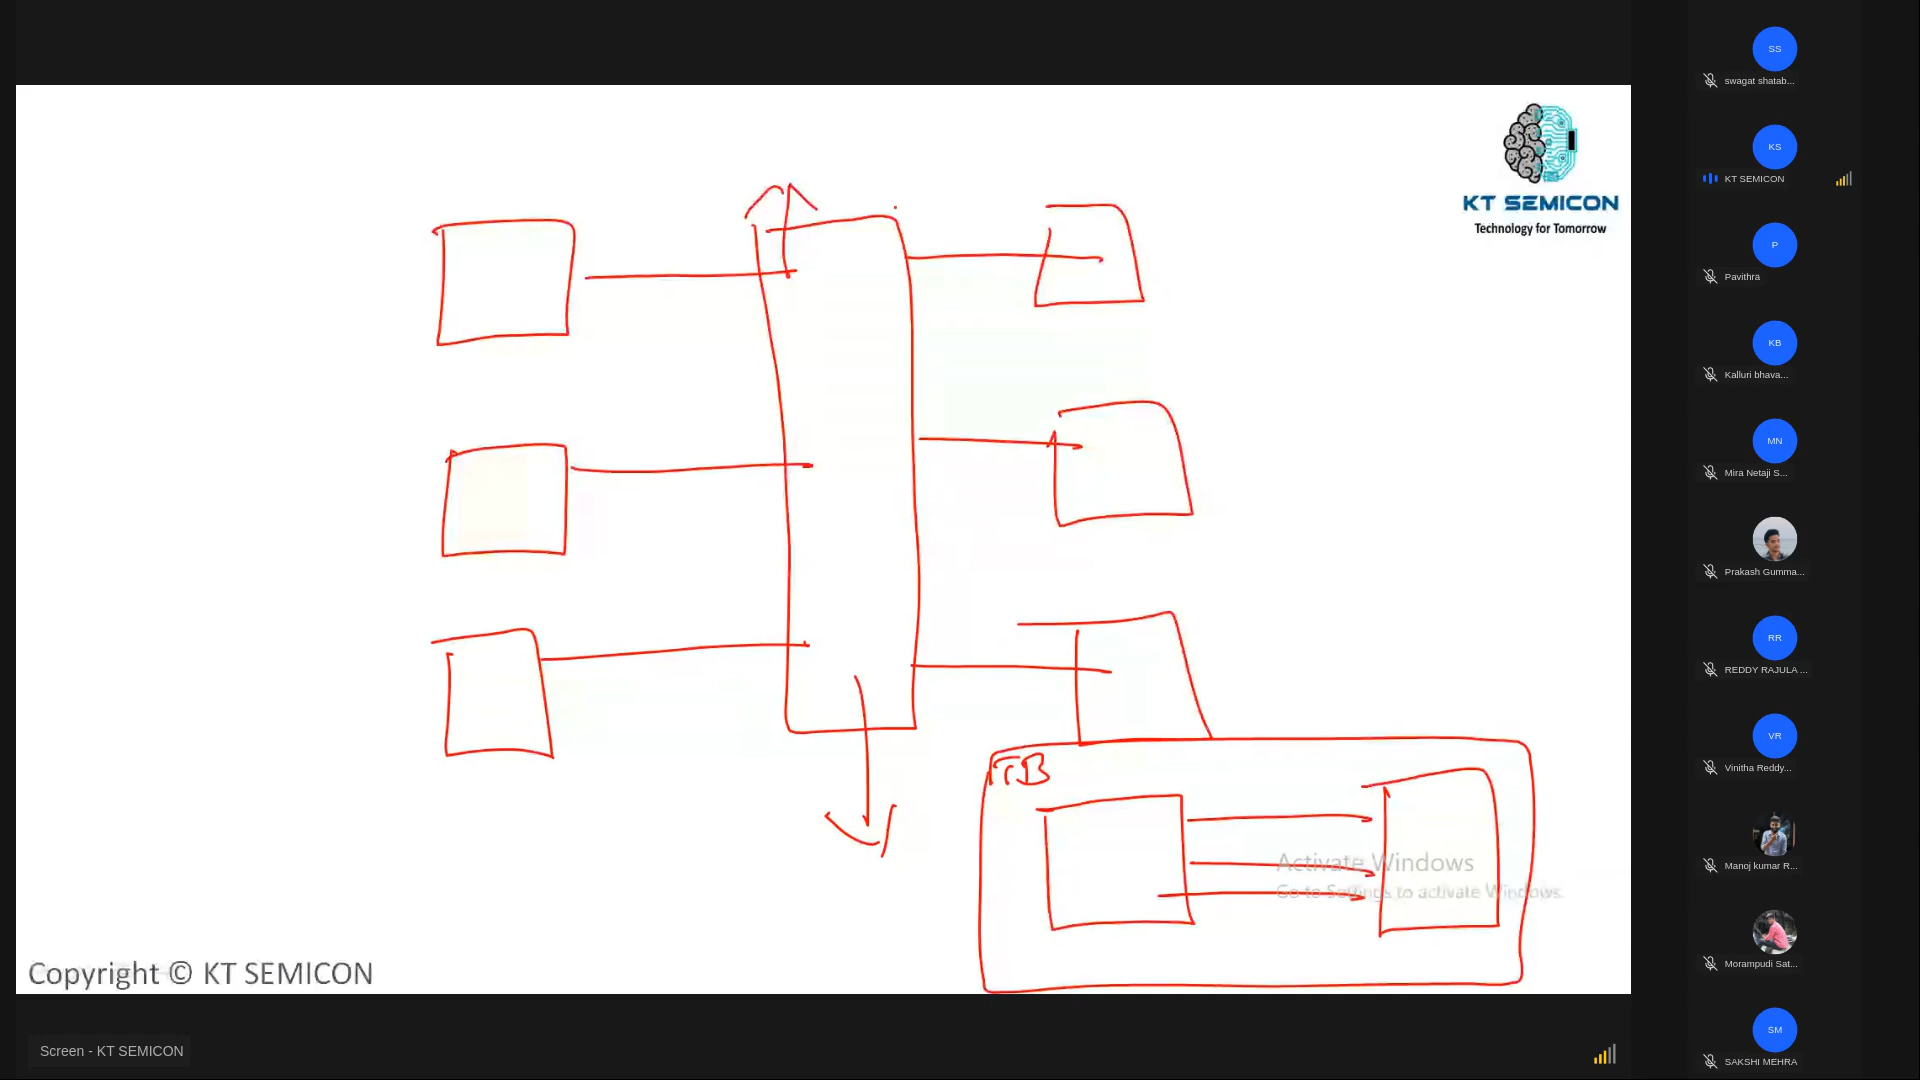 KT SEMICON
Technology for Tomorrow
TB
Activate Windows
Go to Settings to activate Windows.
Copyright © KT SEMICON
Screen - KT SEMICON
SS
swagat shatab...
KS
KT SEMICON
P
Pavithra
KB
Kalluri bhava...
MN
Mira Netaji S...
Prakash Gumma...
RR
REDDY RAJULA ...
VR
Vinitha Reddy...
Manoj kumar R...
Morampudi Sat...
SM
SAKSHI MEHRA